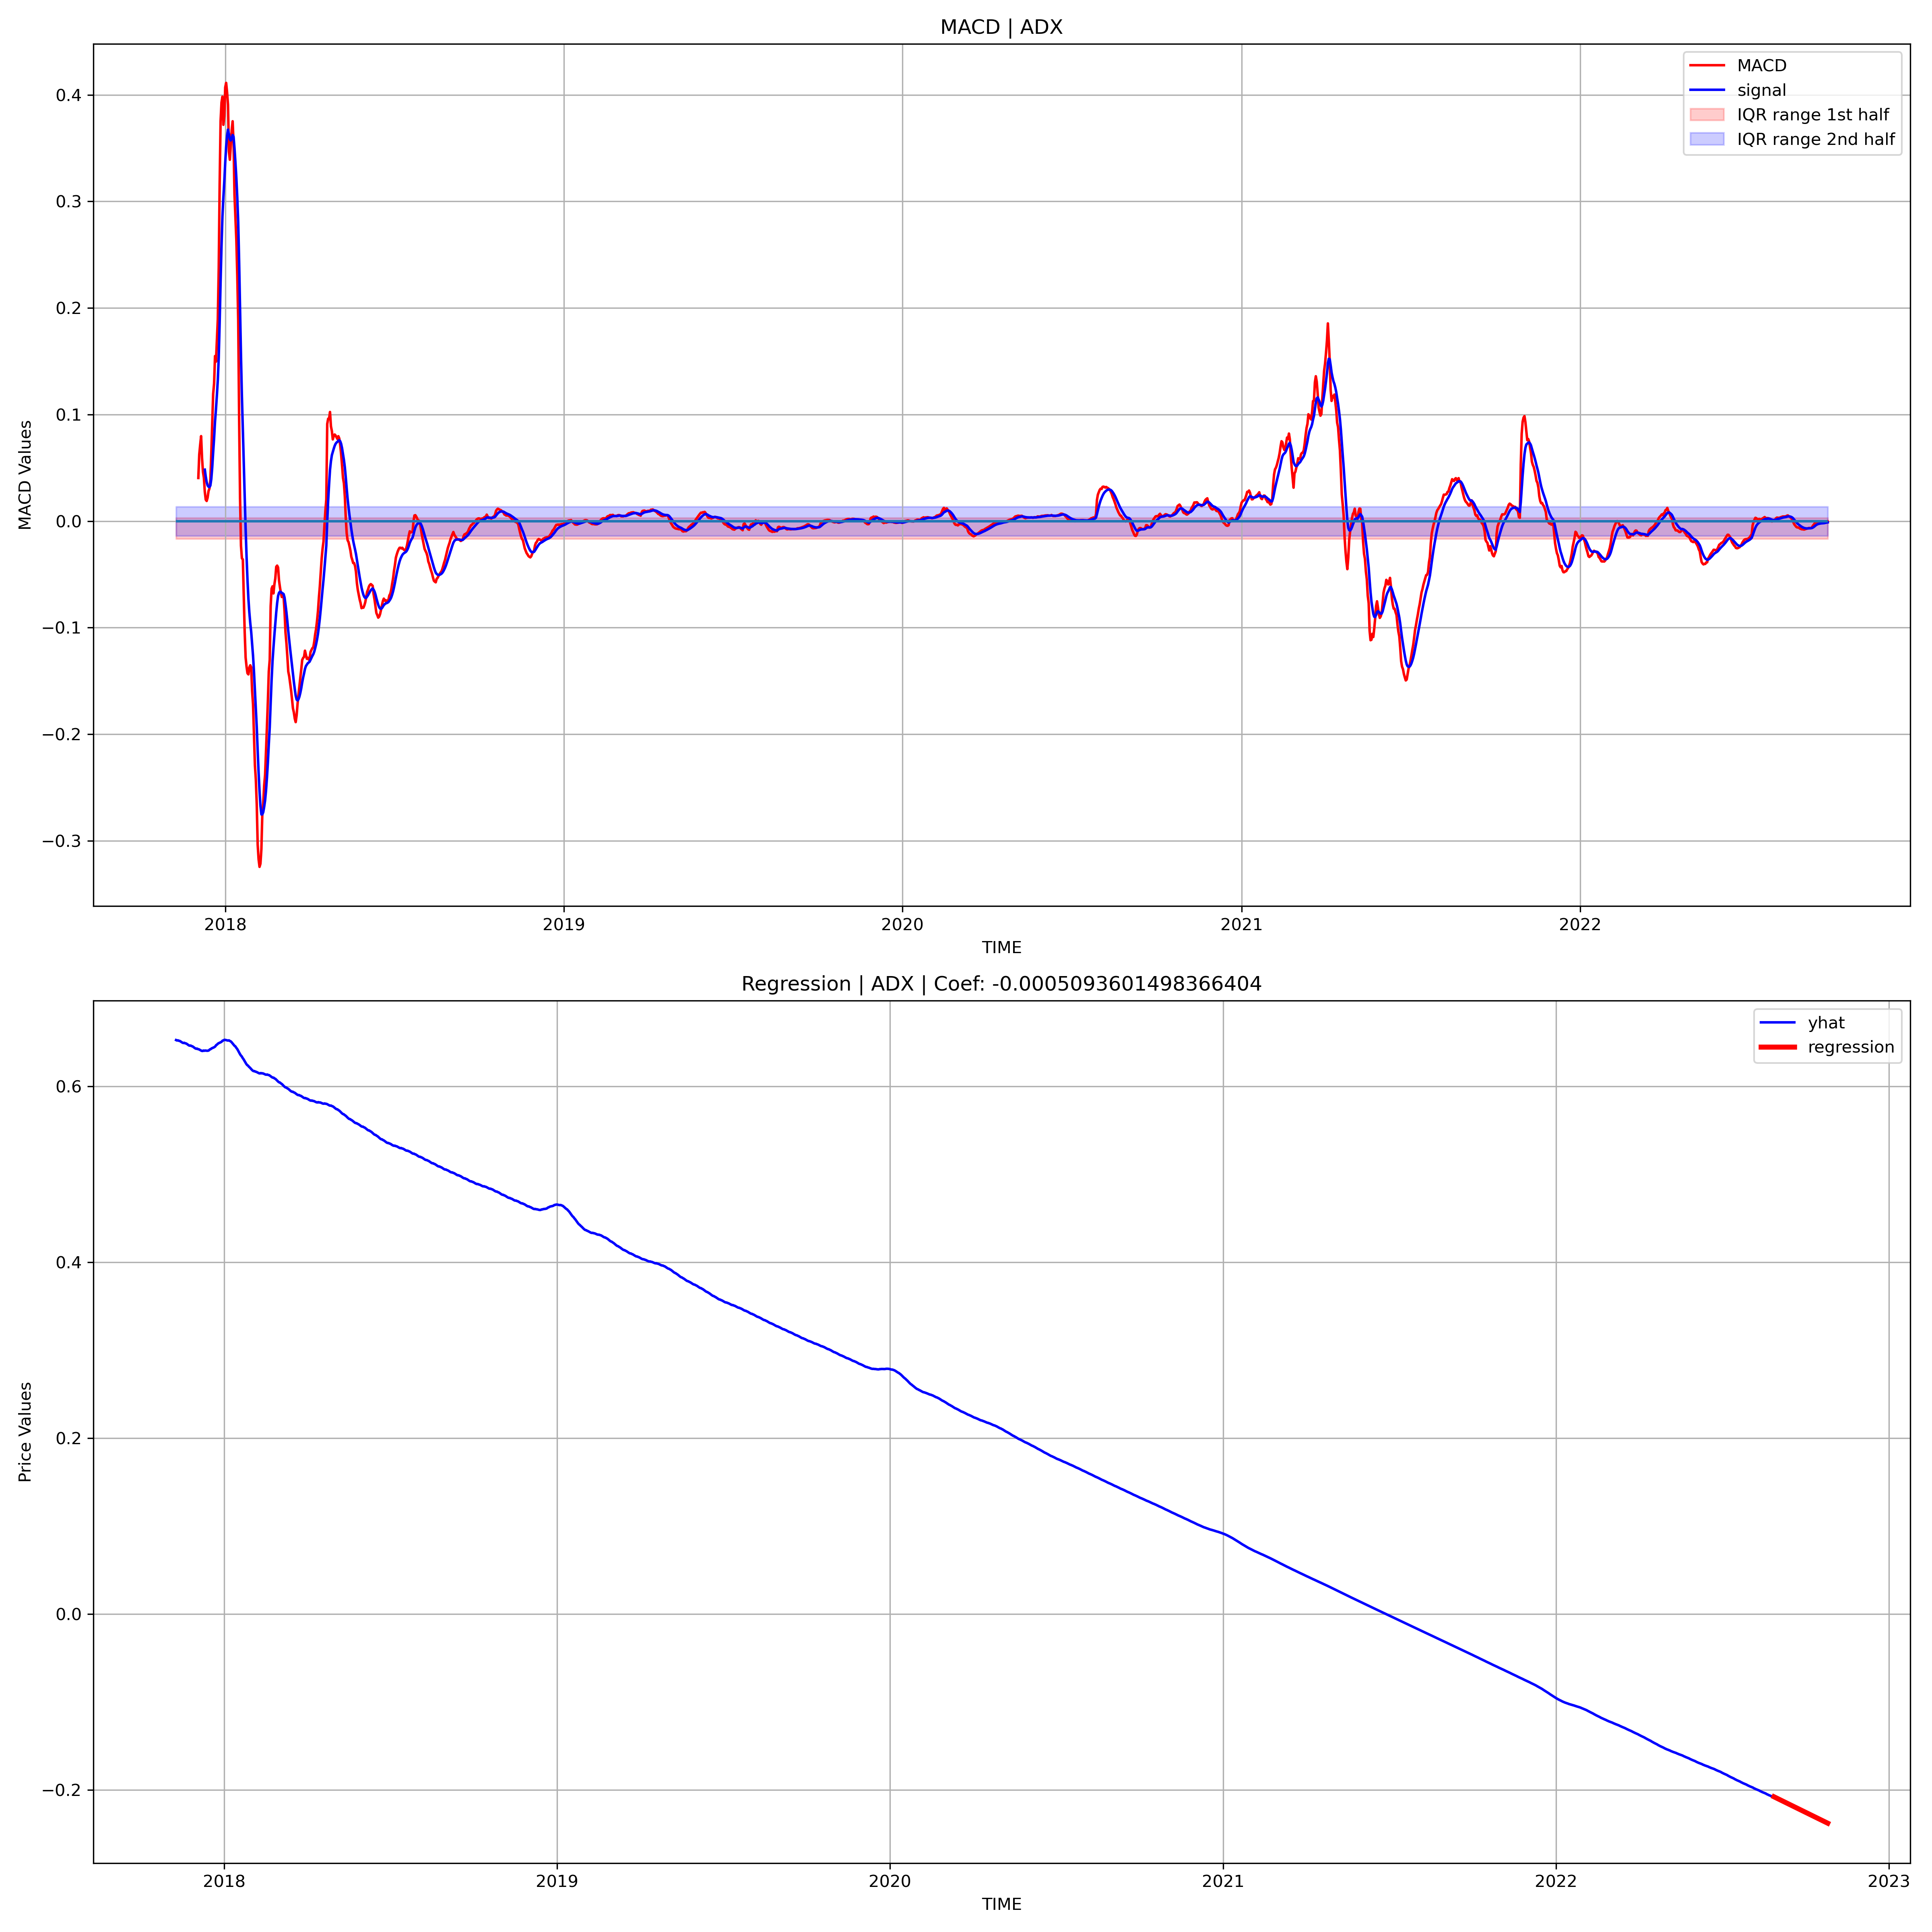 MACD | ADX
MACD Values
0.4
0.3
0.2
0.1
0.0
−0.1
−0.2
−0.3
MACD
signal
IQR range 1st half
IQR range 2nd half
2018 2019 2020 2021 2022
TIME
Regression | ADX | Coef: -0.0005093601498366404
Price Values
0.6
0.4
0.2
0.0
−0.2
yhat
regression
2018 2019 2020 2021 2022 2023
TIME